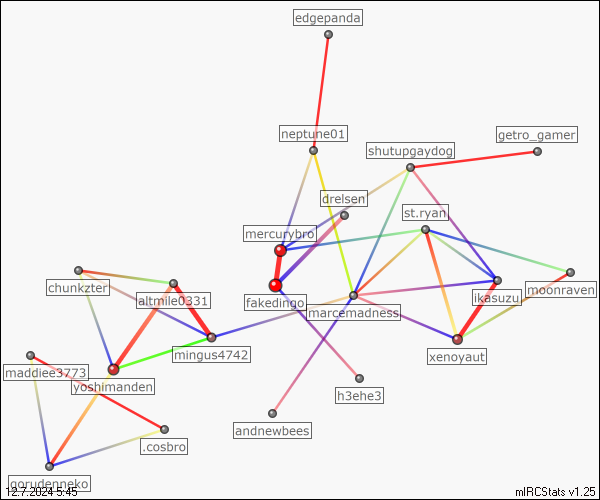 edgepanda
neptune01
getro_gamer
shutupgaydog
drelsen
st.ryan
mercurybro
chunkzter
altmile0331
fakedingo
ikasuzu_
moonraven
marcemadness
mingus4742
xenoyaut
maddiee3773
yoshimanden
h3ehe3
andnewbees
.cosbro
gorudenneko
12.7.2024 5:45
mIRCStats v1.25